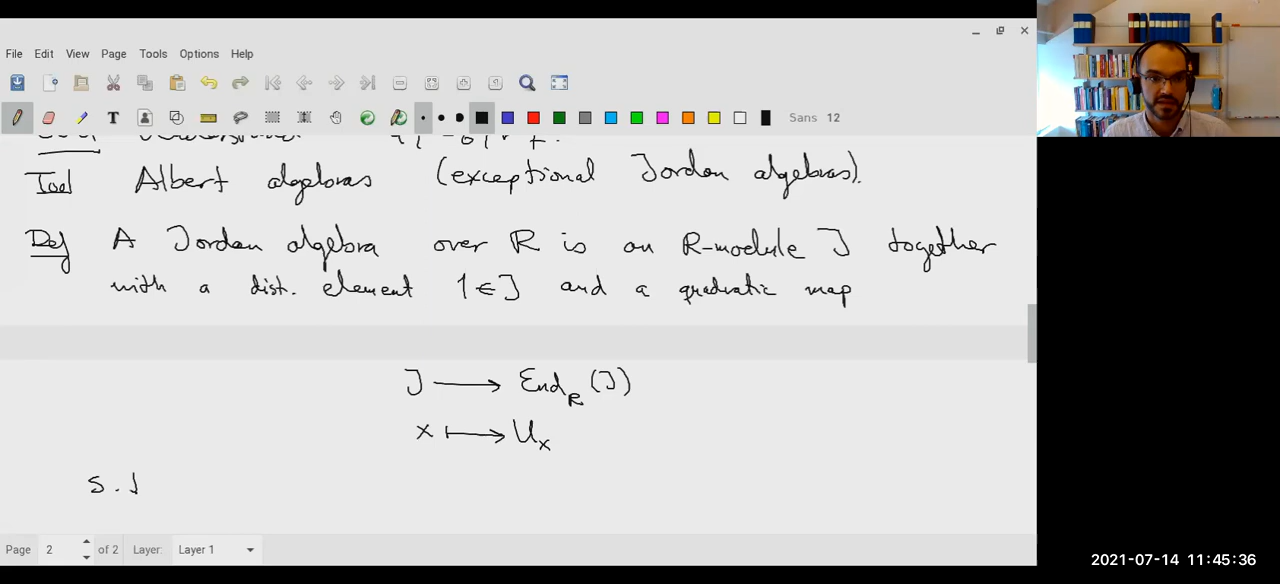 File Edit View Page Tools Options Help
Sans 12
Tool Albert algebras (exceptional Jordan algebras).
Def A Jordan algebra over R is an R-module J together
with a dist. element 1 ∈ J and a quadratic map
J ⟶ End_R (J)
x ⟼ U_x
S.
Page 2 of 2 Layer: Layer 1
2021-07-14 11:45:36